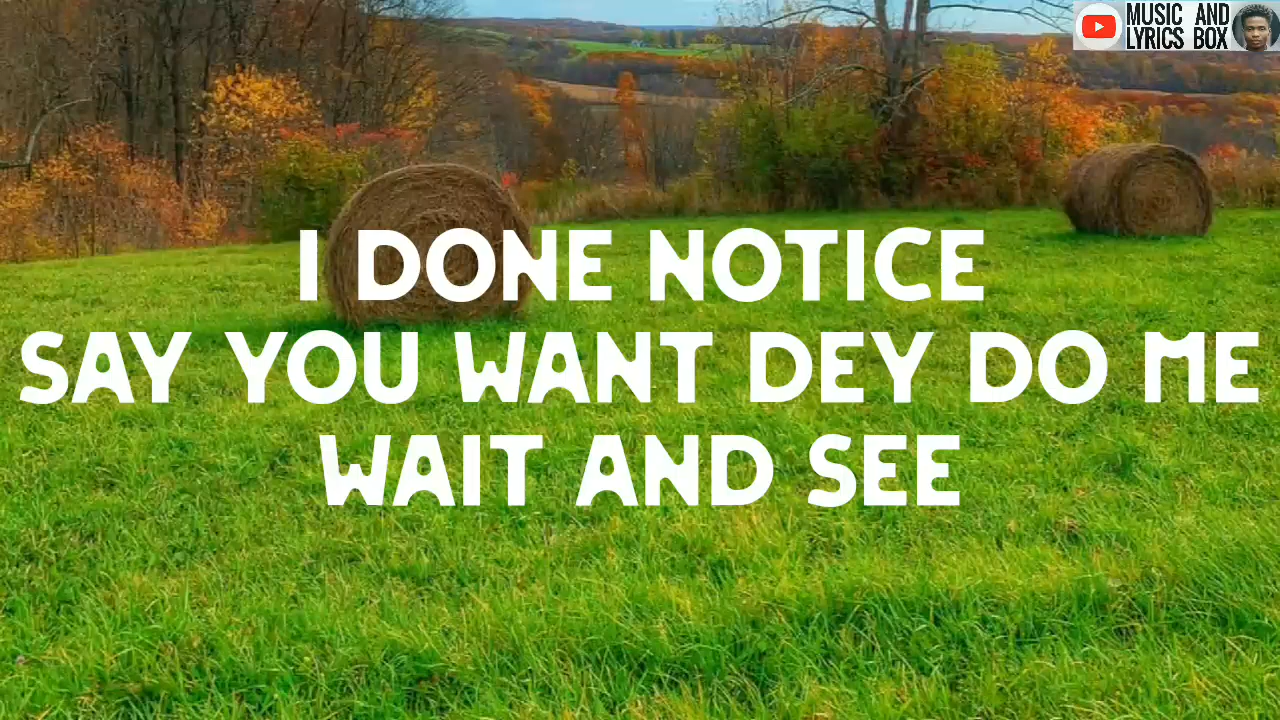 MUSIC AND
LYRICS BOX
I DONE NOTICE
SAY YOU WANT DEY DO ME
WAIT AND SEE